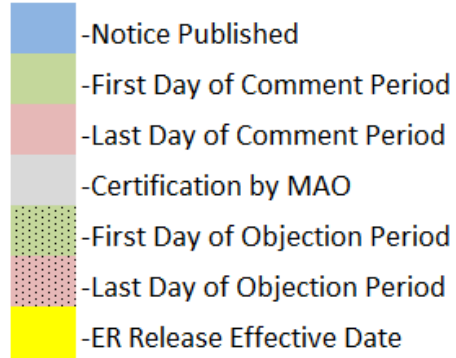 -Notice Published
-First Day of Comment Period
-Last Day of Comment Period
-Certification by MAO
-First Day of Objection Period
-Last Day of Objection Period
-ER Release Effective Date